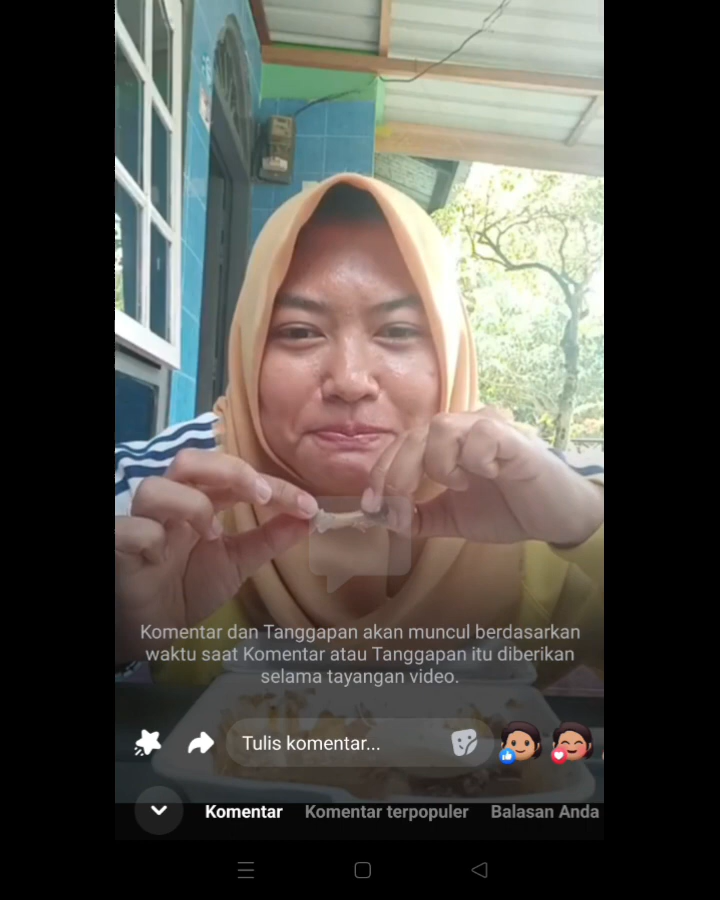 Komentar dan Tanggapan akan muncul berdasarkan
waktu saat Komentar atau Tanggapan itu diberikan
selama tayangan video.
Tulis komentar...
Komentar Komentar terpopuler Balasan Anda